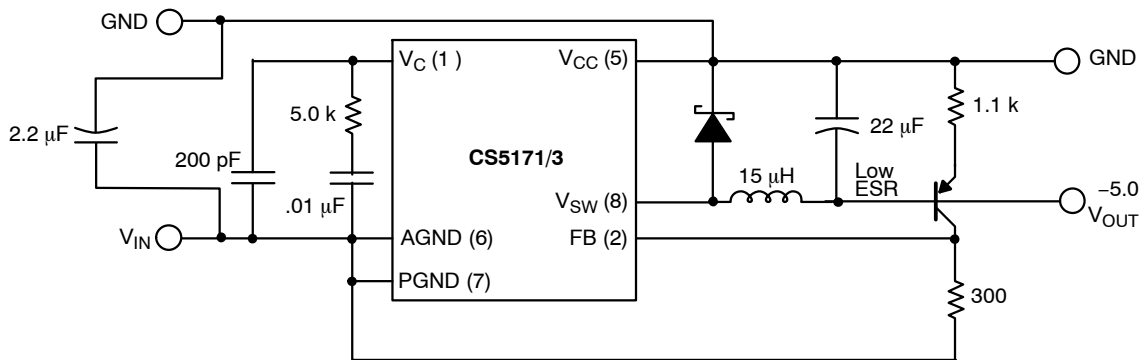 GND
V_C (1 )
V_CC (5)
GND
5.0 k
1.1 k
2.2 μF
22 μF
200 pF
CS5171/3
15 μH
Low
ESR
−5.0
.01 μF
V_SW (8)
V_OUT
V_IN
AGND (6)
FB (2)
PGND (7)
300